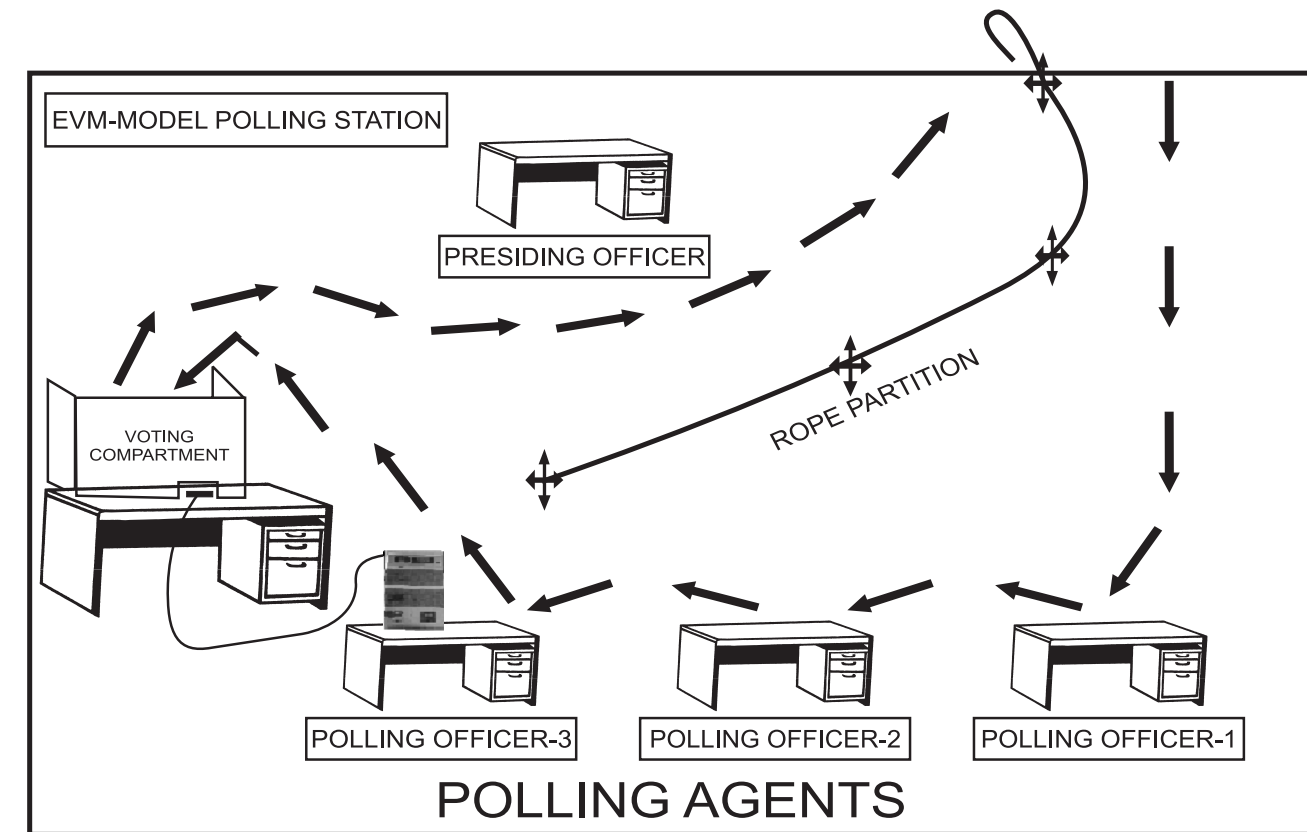 EVM-MODEL POLLING STATION
PRESIDING OFFICER
ROPE PARTITION
VOTING
COMPARTMENT
POLLING OFFICER-3
POLLING OFFICER-2
POLLING OFFICER-1
POLLING AGENTS